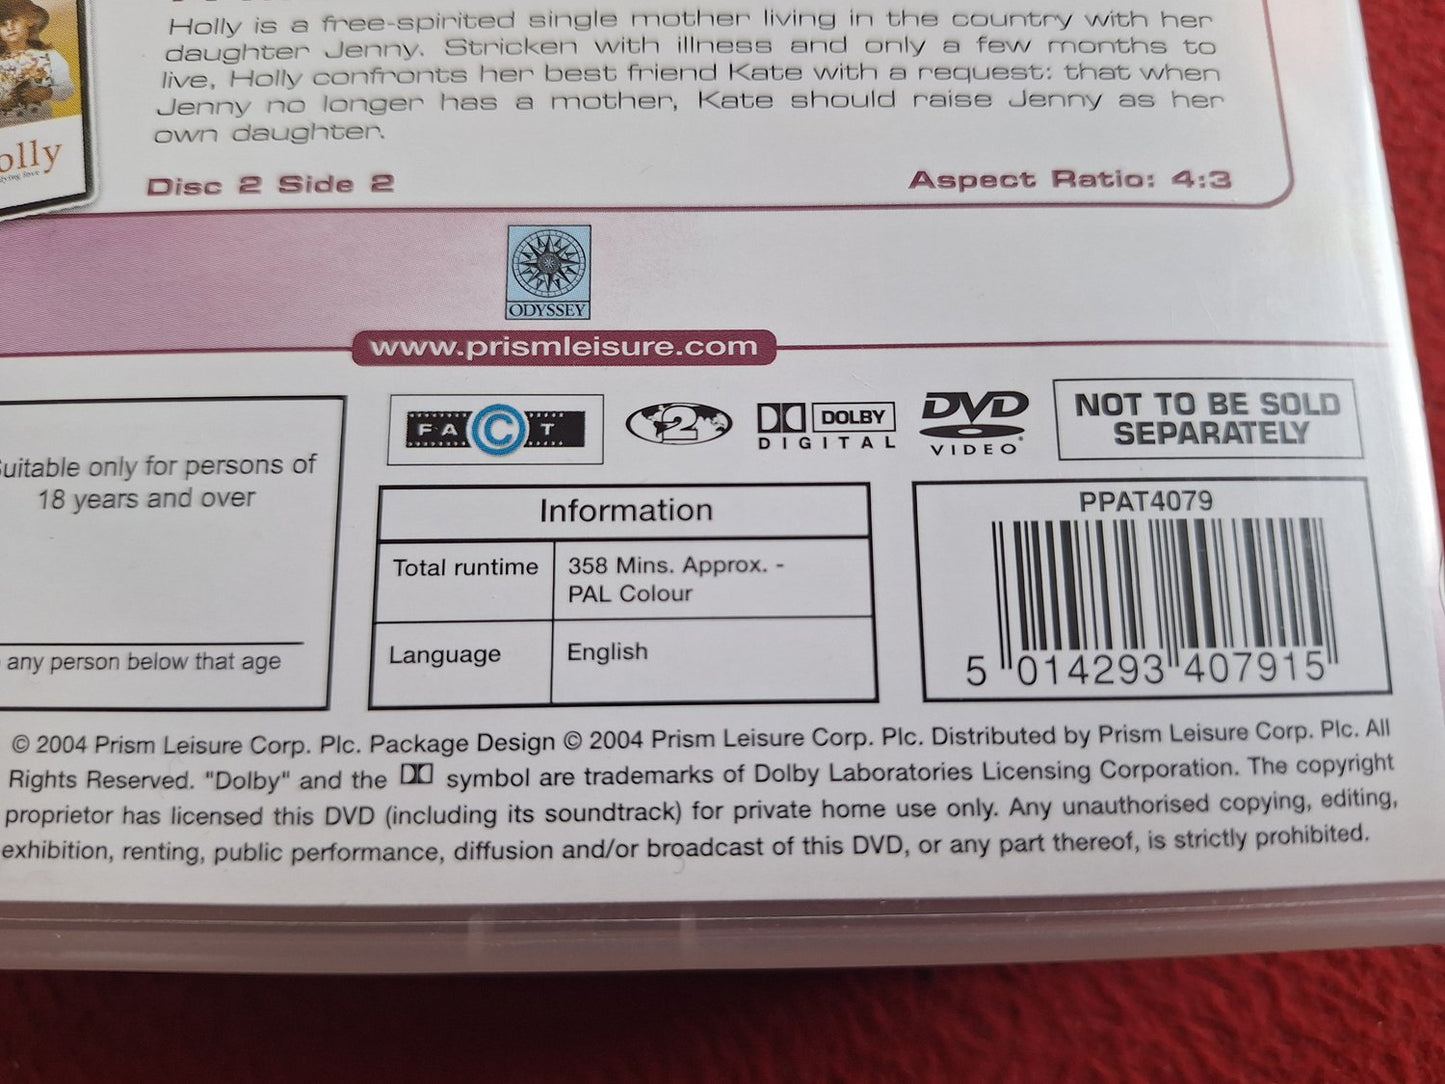 Holly is a free-spirited single mother living in the country with her
daughter Jenny. Stricken with illness and only a few months to
live, Holly confronts her best friend Kate with a request: that when
Jenny no longer has a mother, Kate should raise Jenny as her
own daughter.
olly
dying love
Disc 2 Side 2
Aspect Ratio: 4:3
ODYSSEY
www.prismleisure.com
Suitable only for persons of
18 years and over
any person below that age
FACT
2
DOLBY
DIGITAL
DVD
VIDEO
NOT TO BE SOLD
SEPARATELY
Information
Total runtime
358 Mins. Approx. -
PAL Colour
Language
English
PPAT4079
5 014293 407915
© 2004 Prism Leisure Corp. Plc. Package Design © 2004 Prism Leisure Corp. Plc. Distributed by Prism Leisure Corp. Plc. All
Rights Reserved. "Dolby" and the symbol are trademarks of Dolby Laboratories Licensing Corporation. The copyright
proprietor has licensed this DVD (including its soundtrack) for private home use only. Any unauthorised copying, editing,
exhibition, renting, public performance, diffusion and/or broadcast of this DVD, or any part thereof, is strictly prohibited.